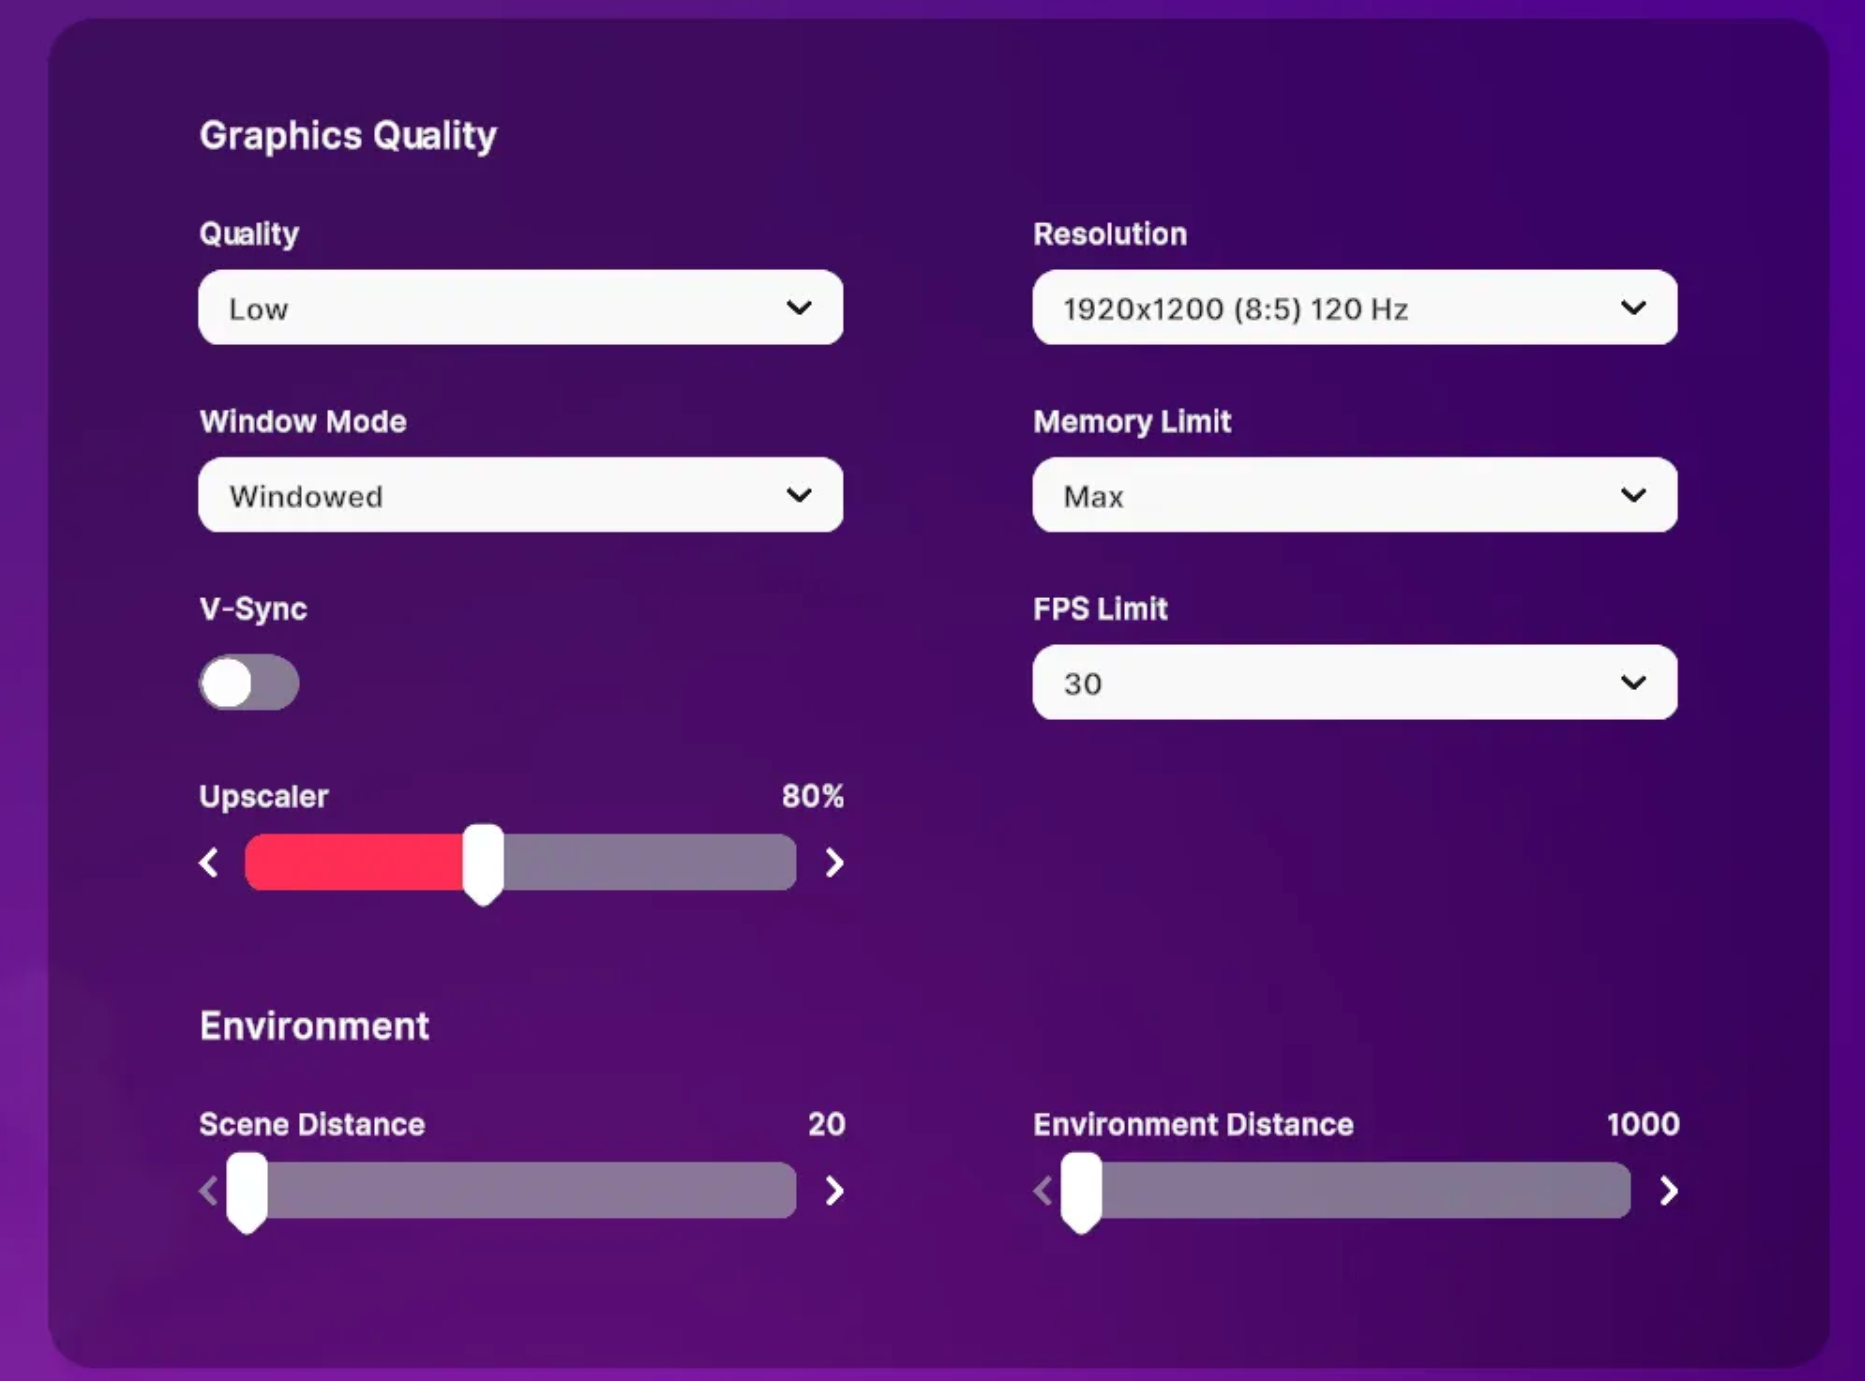 Graphics Quality
Quality
Low
Resolution
1920x1200 (8:5) 120 Hz
Window Mode
Windowed
Memory Limit
Max
V-Sync
FPS Limit
30
Upscaler
80%
Environment
Scene Distance
20
Environment Distance
1000